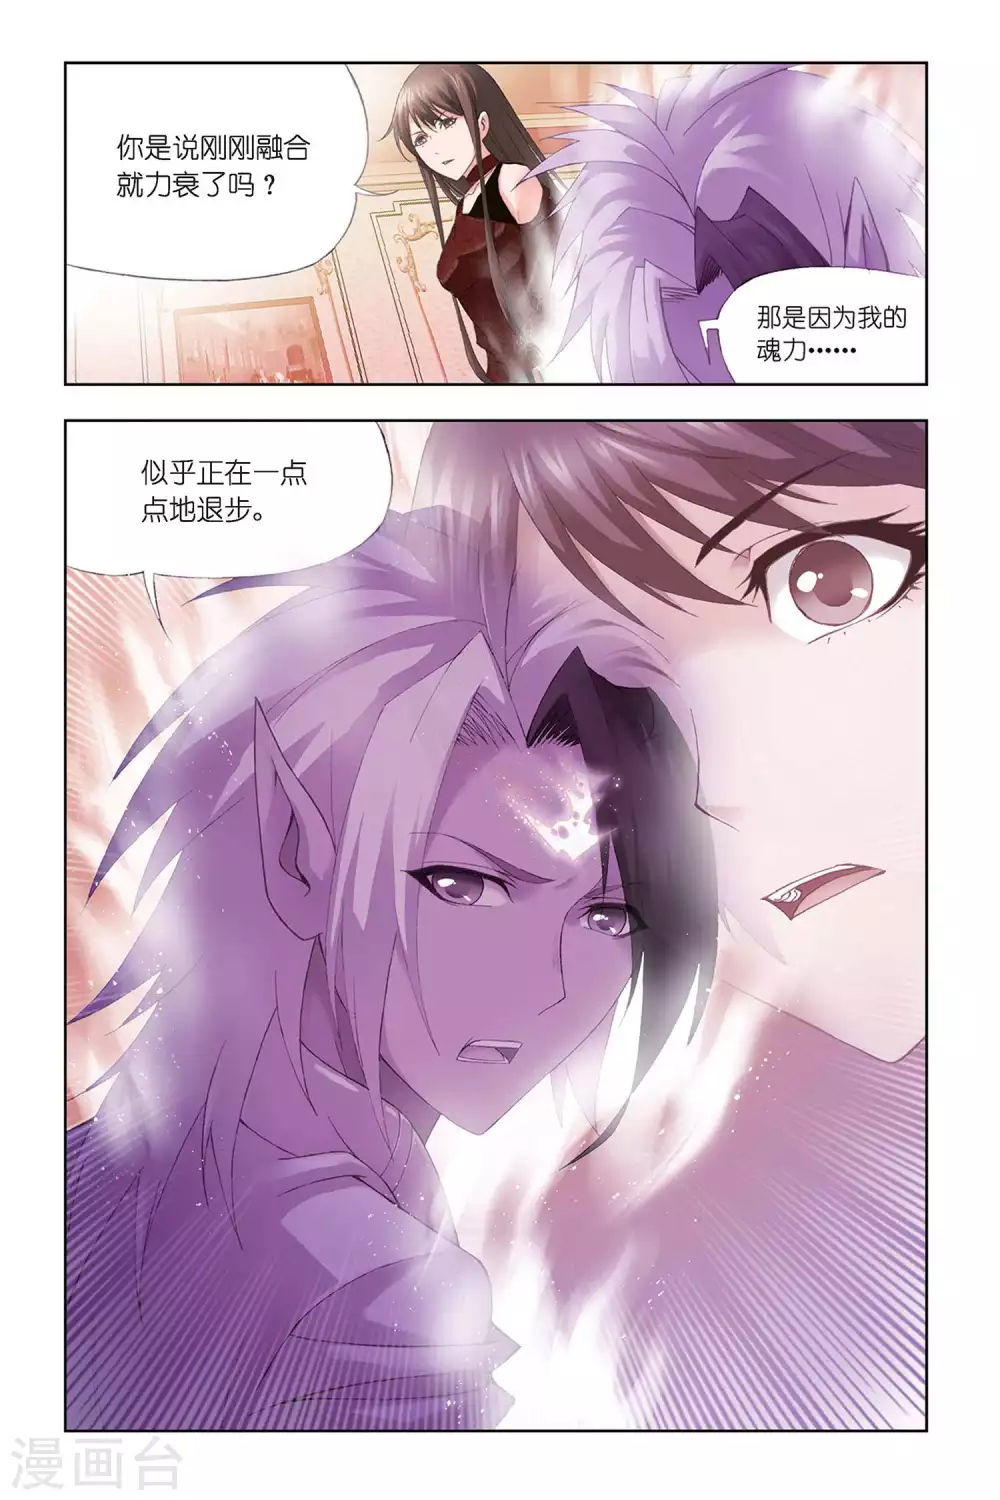 你是说刚刚融合
就力衰了吗？
那是因为我的
魂力……
似乎正在一点
点地退步。
漫画台